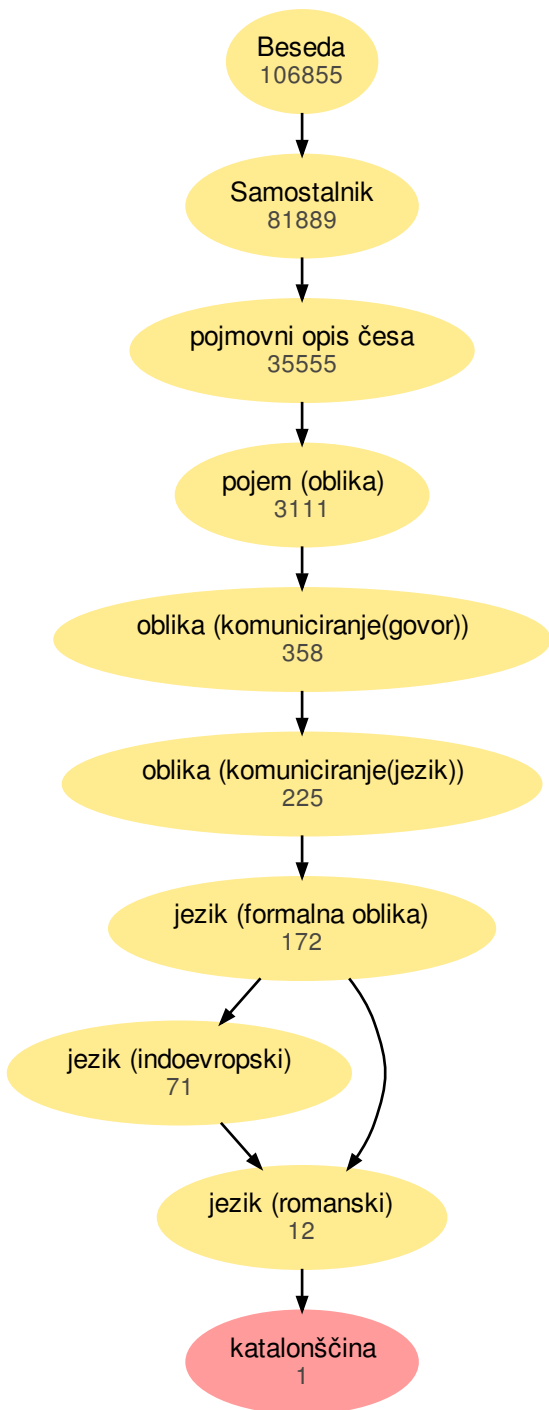 Beseda
106855
Samostalnik
81889
pojmovni opis česa
35555
pojem (oblika)
3111
oblika (komuniciranje(govor))
358
oblika (komuniciranje(jezik))
225
jezik (formalna oblika)
172
jezik (indoevropski)
71
jezik (romanski)
12
katalonščina
1